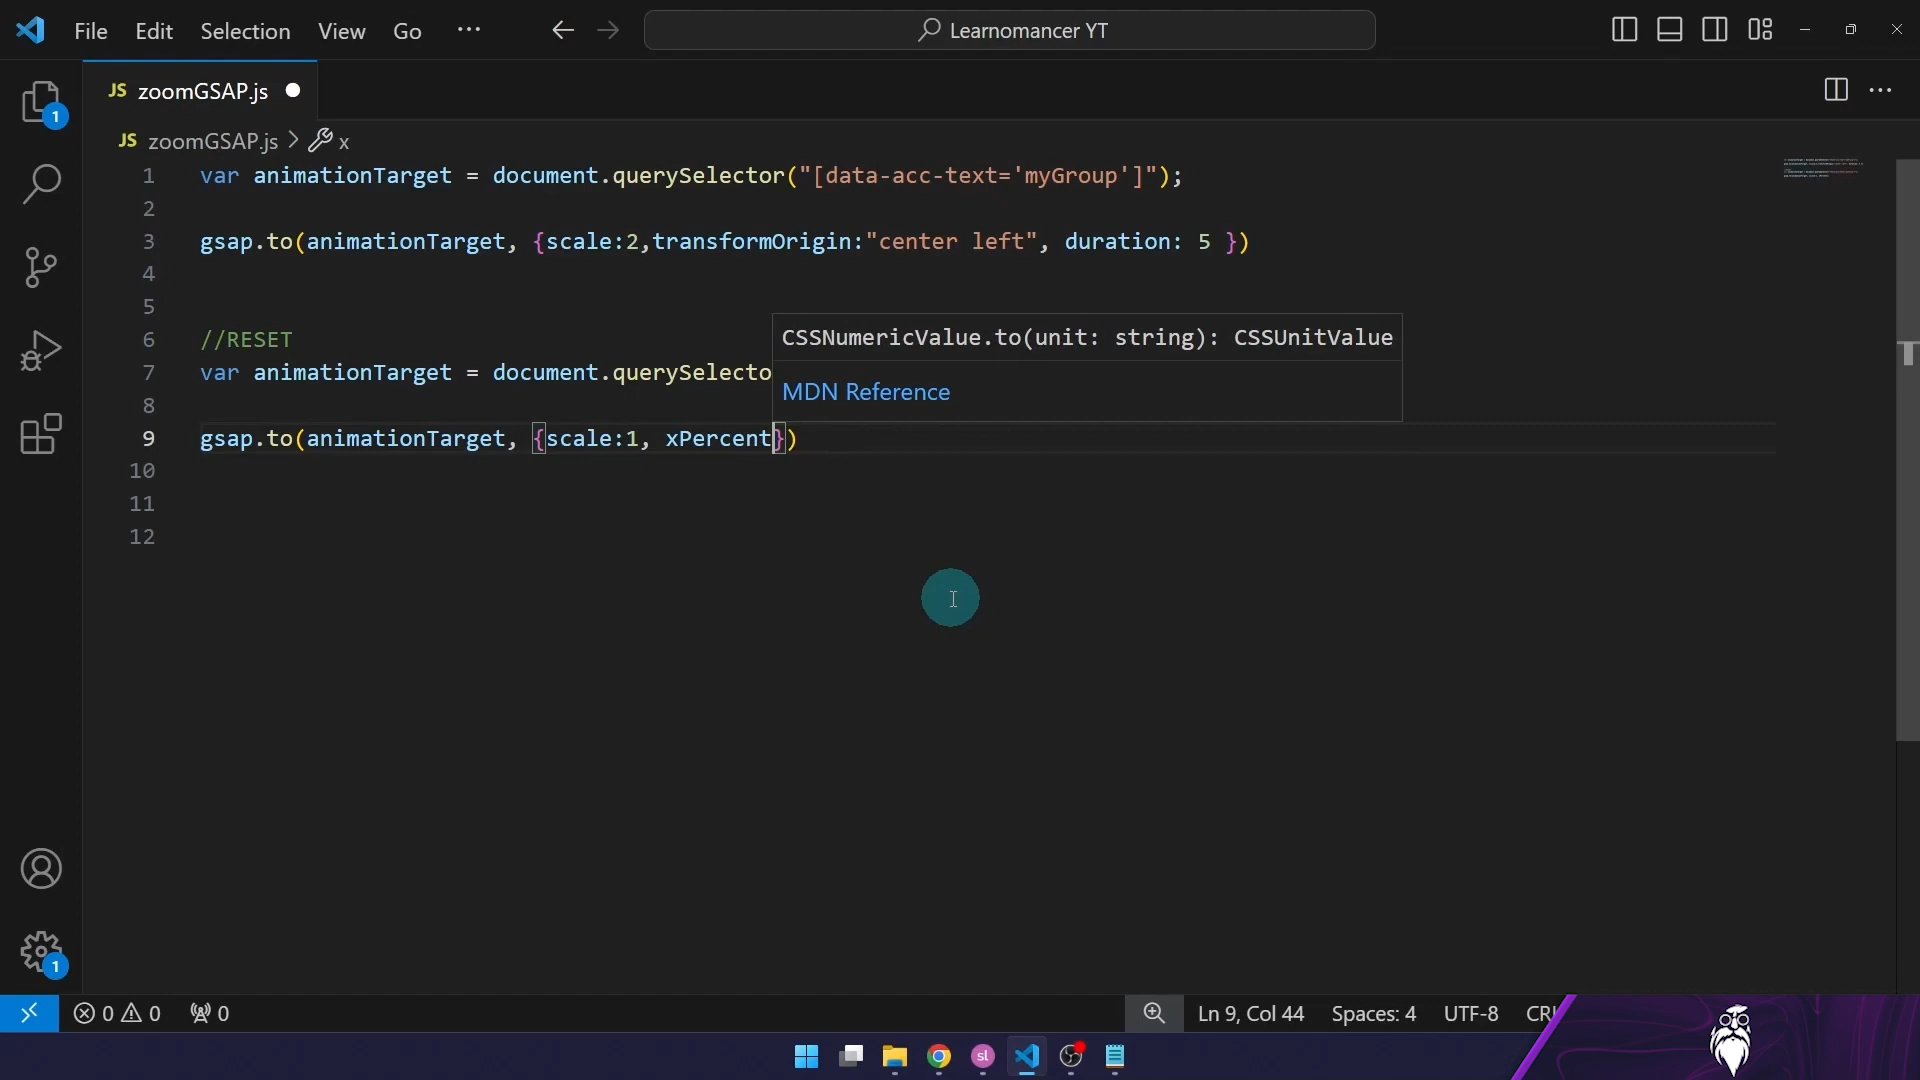 File Edit Selection View Go ... Learnomancer YT
JS zoomGSAP.js
1
JS zoomGSAP.js > x
1 var animationTarget = document.querySelector("[data-acc-text='myGroup']");
2
3 gsap.to(animationTarget, {scale:2,transformOrigin:"center left", duration: 5 })
4
5
CSSNumericValue.to(unit: string): CSSUnitValue
6 //RESET
7 var animationTarget = document.querySelecto
MDN Reference
8
9 gsap.to(animationTarget, {scale:1, xPercent})
10
11
12
1
0 0 0 Ln 9, Col 44 Spaces: 4 UTF-8
sl